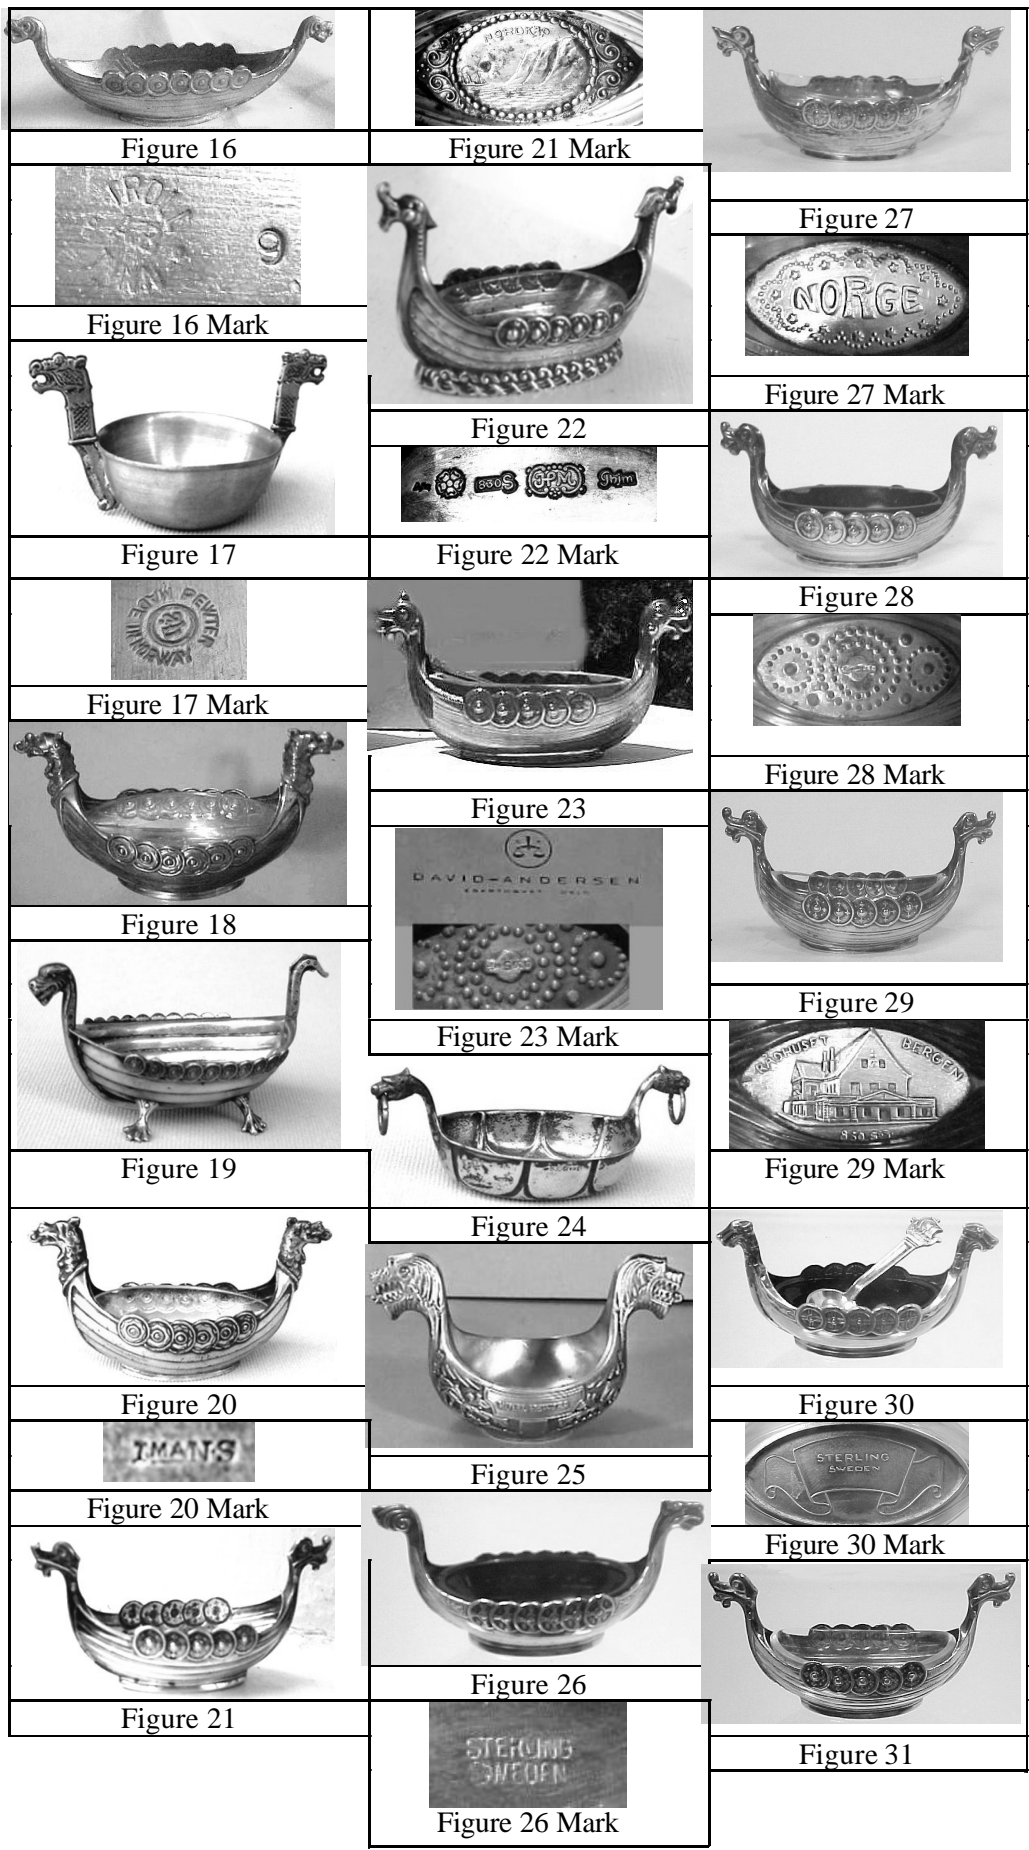 Figure 16
9
Figure 16 Mark
Figure 17
MADE PEWTER
IN NORWAY
Figure 17 Mark
Figure 18
Figure 19
Figure 20
IMANS
Figure 20 Mark
Figure 21
NORDKAP
Figure 21 Mark
Figure 22
830S JPM
Figure 22 Mark
Figure 23
DAVID-ANDERSEN
Figure 23 Mark
Figure 24
Figure 25
Figure 26
STERLING
SWEDEN
Figure 26 Mark
Figure 27
NORGE
Figure 27 Mark
Figure 28
Figure 28 Mark
Figure 29
RÅDHUSET BERGEN
830S
Figure 29 Mark
Figure 30
STERLING
SWEDEN
Figure 30 Mark
Figure 31